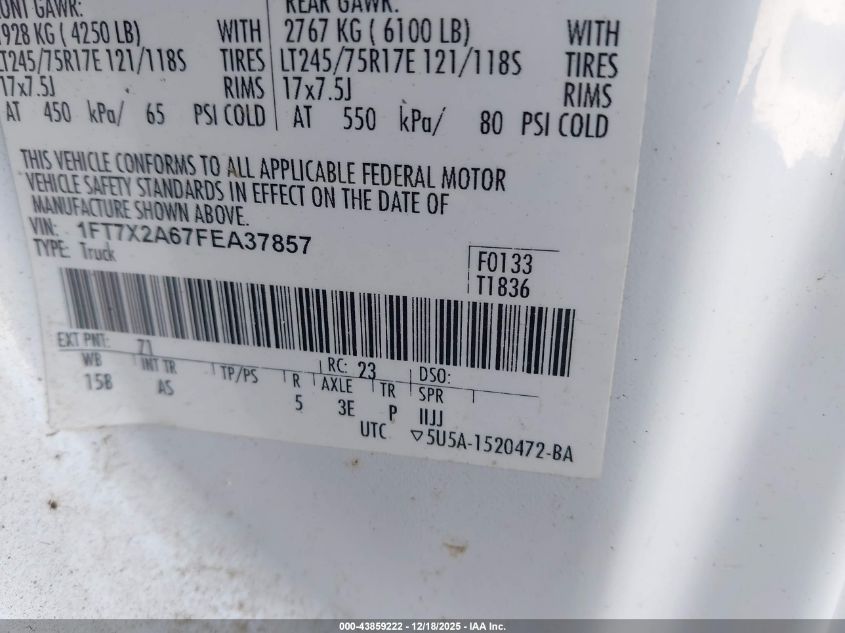 ONT GAWR: REAR GAWR:
928 KG ( 4250 LB) WITH 2767 KG ( 6100 LB) WITH
LT245/75R17E 121/118S TIRES LT245/75R17E 121/118S TIRES
17x7.5J RIMS 17x7.5J RIMS
AT 450 kPa/ 65 PSI COLD AT 550 kPa/ 80 PSI COLD
THIS VEHICLE CONFORMS TO ALL APPLICABLE FEDERAL MOTOR
VEHICLE SAFETY STANDARDS IN EFFECT ON THE DATE OF
MANUFACTURE SHOWN ABOVE.
VIN: 1FT7X2A67FEA37857
TYPE: Truck
F0133
T1836
EXT PNT: 71 RC: 23 DSO:
WB INT TR TP/PS R AXLE TR SPR
158 AS 5 3E P IIJJ
UTC ▽5U5A-1520472-BA
000-43859222 - 12/18/2025 - IAA Inc.